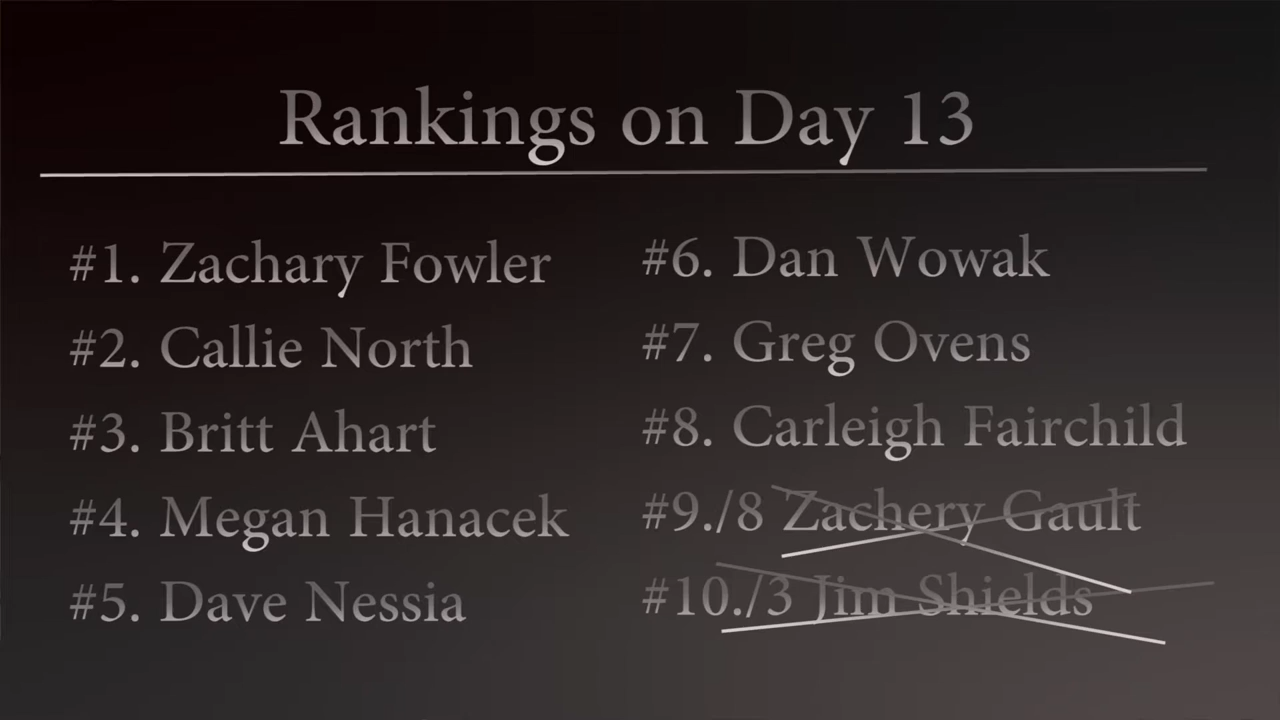 Rankings on Day 13
#1. Zachary Fowler
#2. Callie North
#3. Britt Ahart
#4. Megan Hanacek
#5. Dave Nessia
#6. Dan Wowak
#7. Greg Ovens
#8. Carleigh Fairchild
#9./8 Zachery Gault
#10./3 Jim Shields